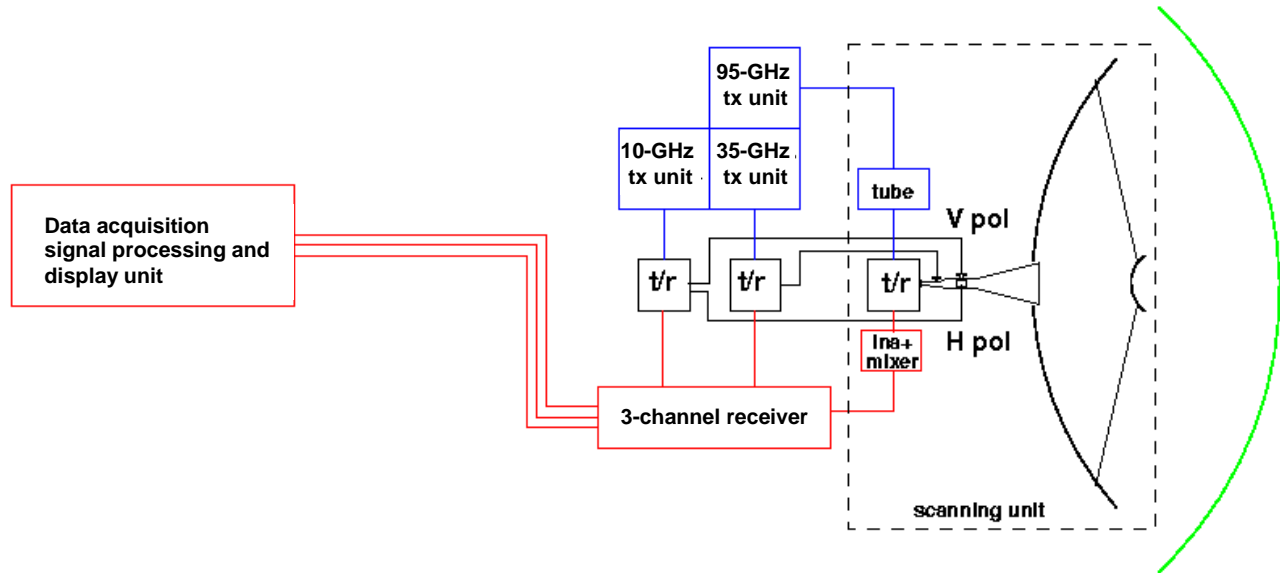 95-GHz
tx unit
10-GHz
tx unit
35-GHz
tx unit
tube
V pol
Data acquisition
signal processing and
display unit
t/r
t/r
t/r
H pol
lna+
mixer
3-channel receiver
scanning unit